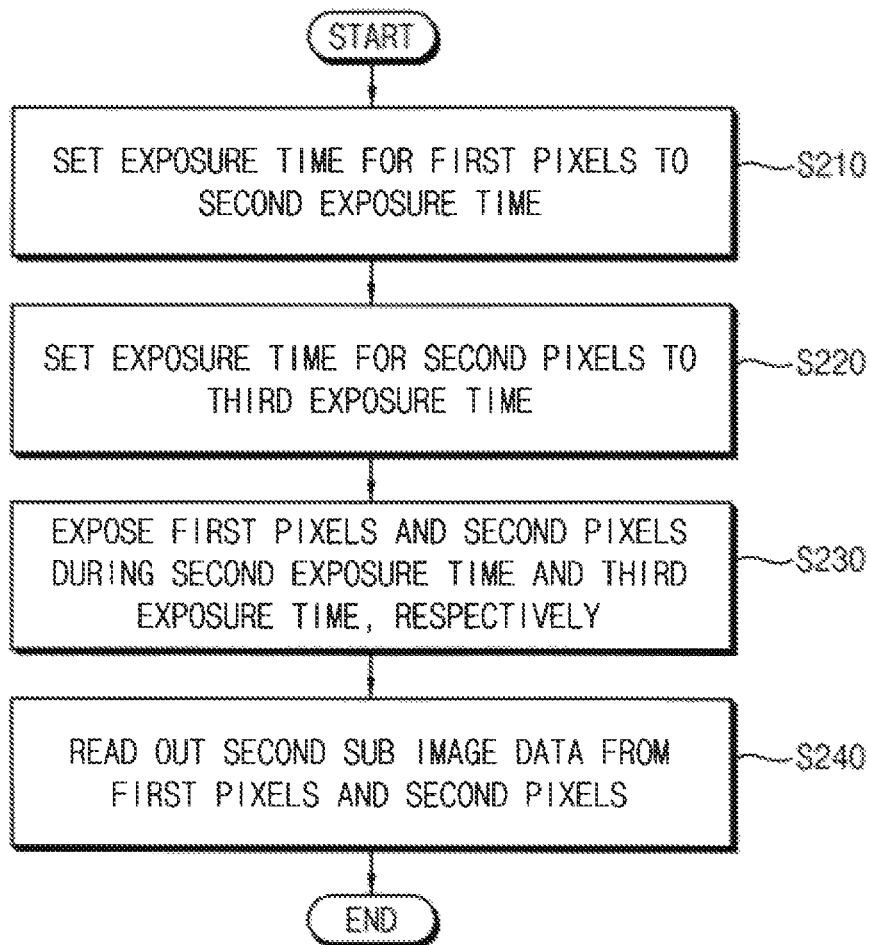 START
SET EXPOSURE TIME FOR FIRST PIXELS TO
SECOND EXPOSURE TIME
S210
SET EXPOSURE TIME FOR SECOND PIXELS TO
THIRD EXPOSURE TIME
S220
EXPOSE FIRST PIXELS AND SECOND PIXELS
DURING SECOND EXPOSURE TIME AND THIRD
EXPOSURE TIME, RESPECTIVELY
S230
READ OUT SECOND SUB IMAGE DATA FROM
FIRST PIXELS AND SECOND PIXELS
S240
END